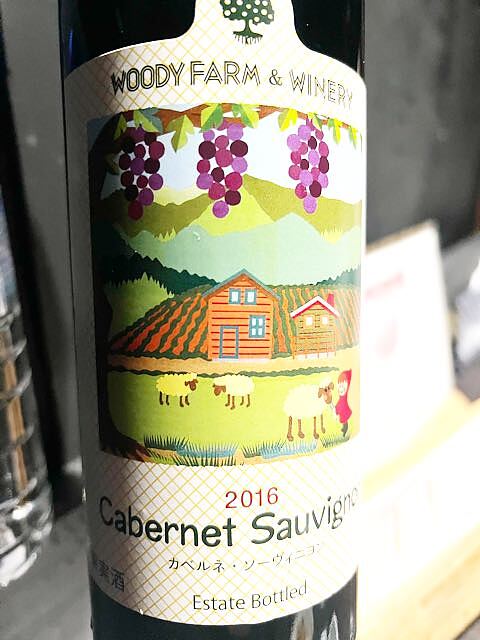 WOODY FARM & WINERY
2016
Cabernet Sauvigno
カベルネ・ソーヴィニヨン
実酒
Estate Bottled